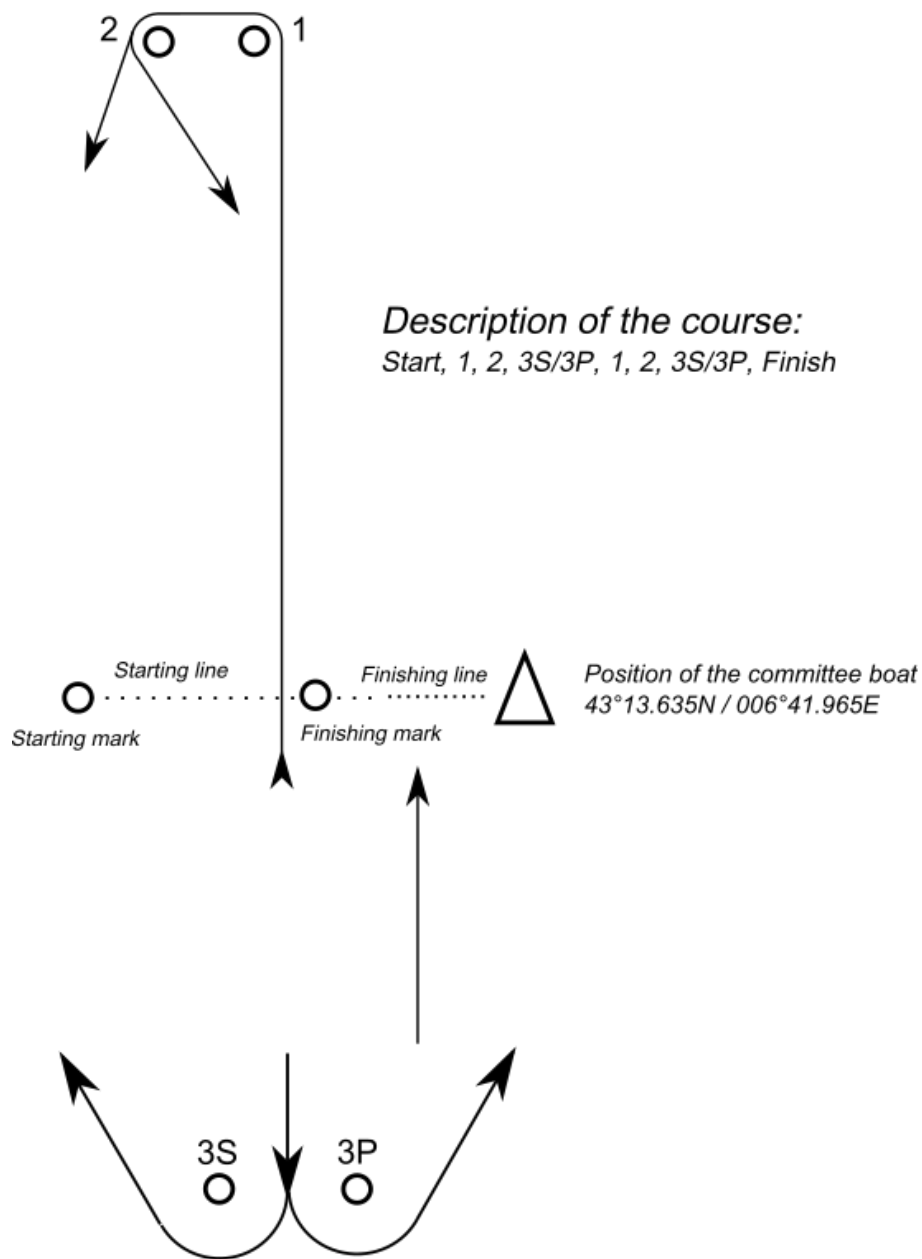 2
1
Description of the course:
Start, 1, 2, 3S/3P, 1, 2, 3S/3P, Finish
Starting line
Finishing line
Position of the committee boat
43°13.635N / 006°41.965E
Starting mark
Finishing mark
3S
3P